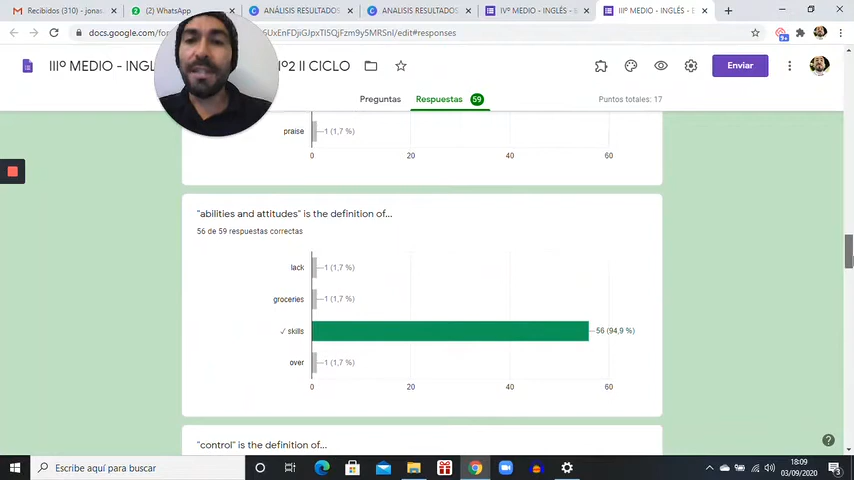 Recibidos (310) - jonas
(2) WhatsApp
ANÁLISIS RESULTADOS
ANALISIS RESULTADOS
IVº MEDIO - INGLÉS - E
IIIº MEDIO - INGLÉS - E
docs.google.com/for
UxEnFDjiGJpxTI5QjFzm9y5MRSnI/edit#responses
IIIº MEDIO - INGL
Nº2 II CICLO
Enviar
Preguntas
Respuestas 59
Puntos totales: 17
praise
1 (1,7 %)
0 20 40 60
"abilities and attitudes" is the definition of...
56 de 59 respuestas correctas
lack
1 (1,7 %)
groceries
1 (1,7 %)
✓ skills
56 (94,9 %)
over
1 (1,7 %)
0 20 40 60
"control" is the definition of...
Escribe aquí para buscar
18:09
03/09/2020